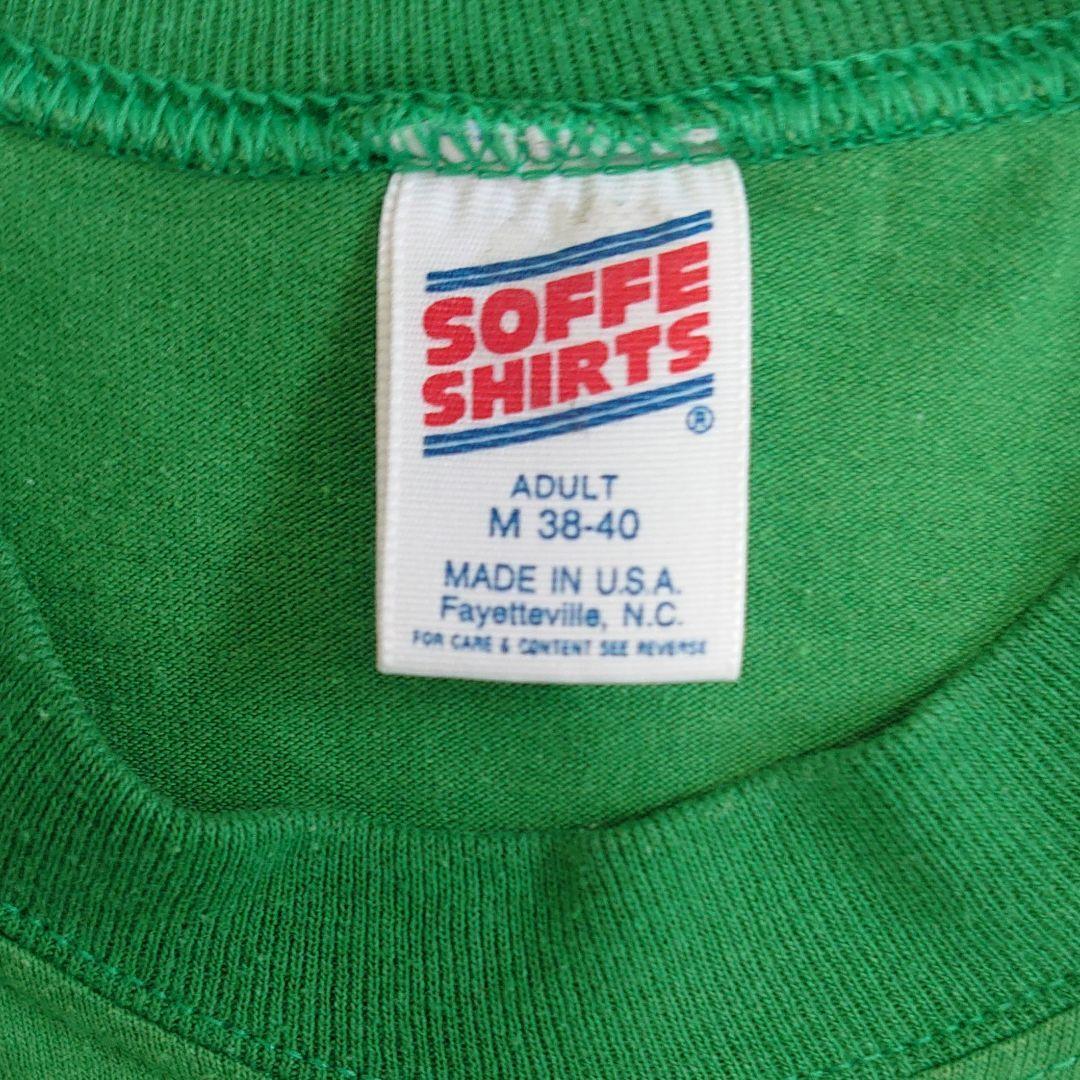 SOFFE
SHIRTS
®
ADULT
M 38-40
MADE IN U.S.A.
Fayetteville, N.C.
FOR CARE & CONTENT SEE REVERSE